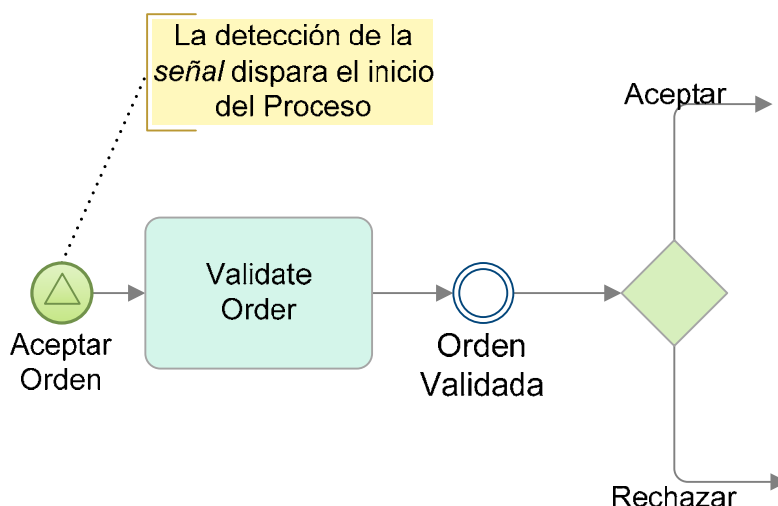 La detección de la
señal dispara el inicio
del Proceso
Aceptar
Validate
Order
Aceptar
Orden
Orden
Validada
Rechazar